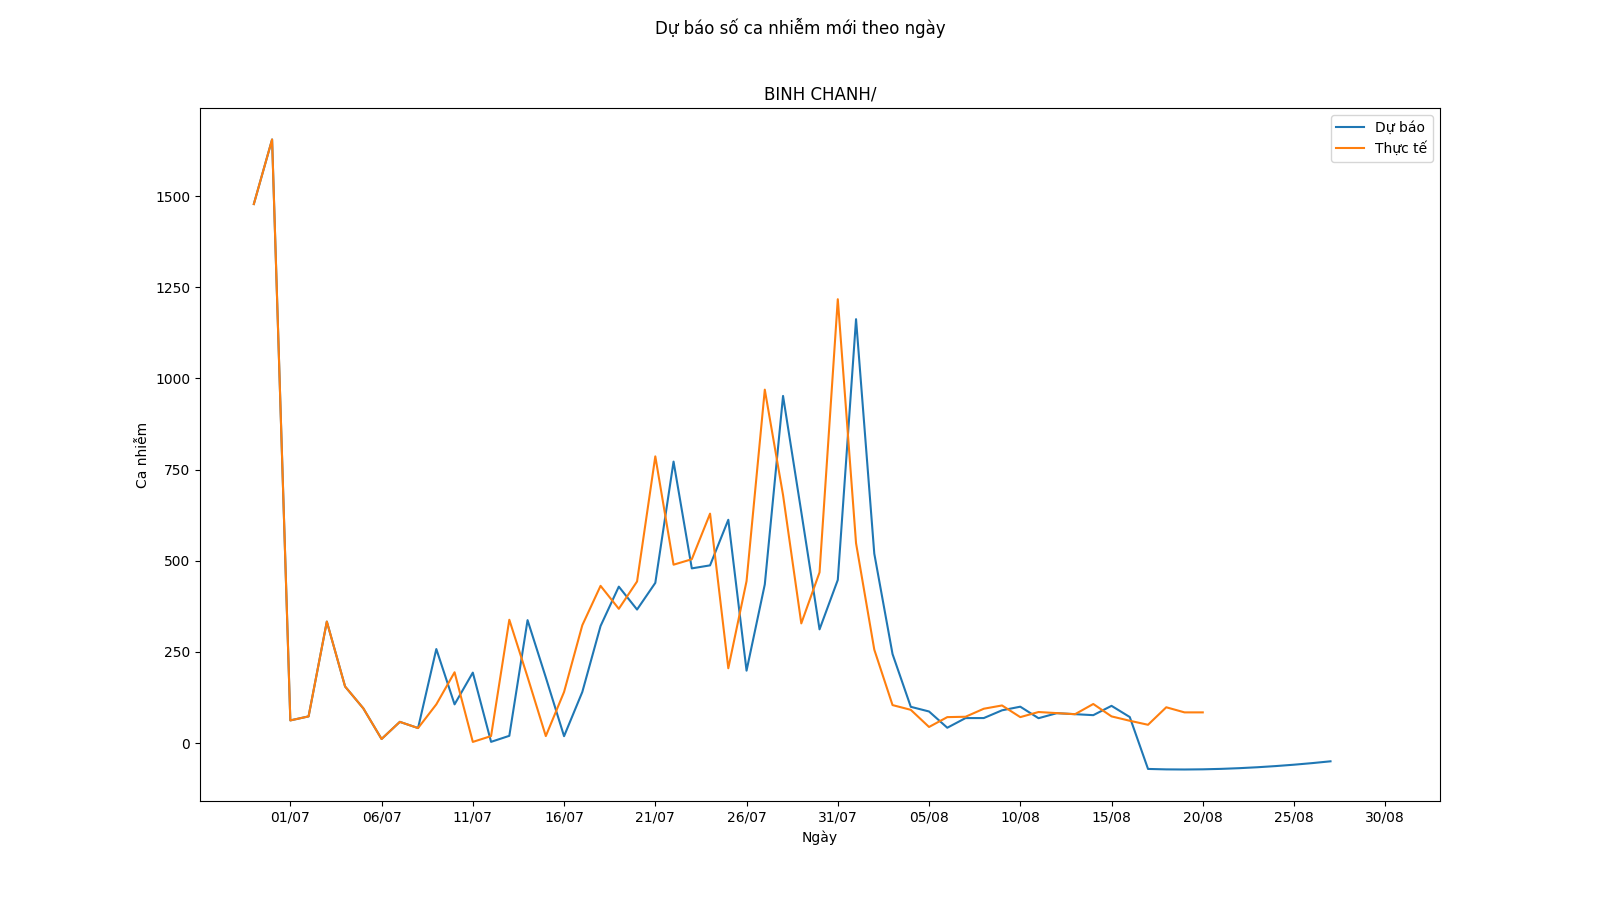 Dự báo số ca nhiễm mới theo ngày
BINH CHANH/
Dự báo
Thực tế
1500
1250
1000
750
500
250
0
Ca nhiễm
01/07 06/07 11/07 16/07 21/07 26/07 31/07 05/08 10/08 15/08 20/08 25/08 30/08
Ngày